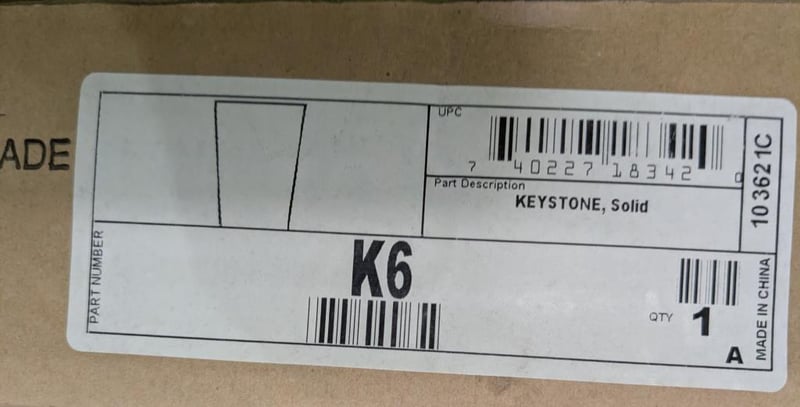 ADE
UPC
7 40227 18342 0
Part Description
KEYSTONE, Solid
103621C
PART NUMBER
K6
QTY 1
A
MADE IN CHINA